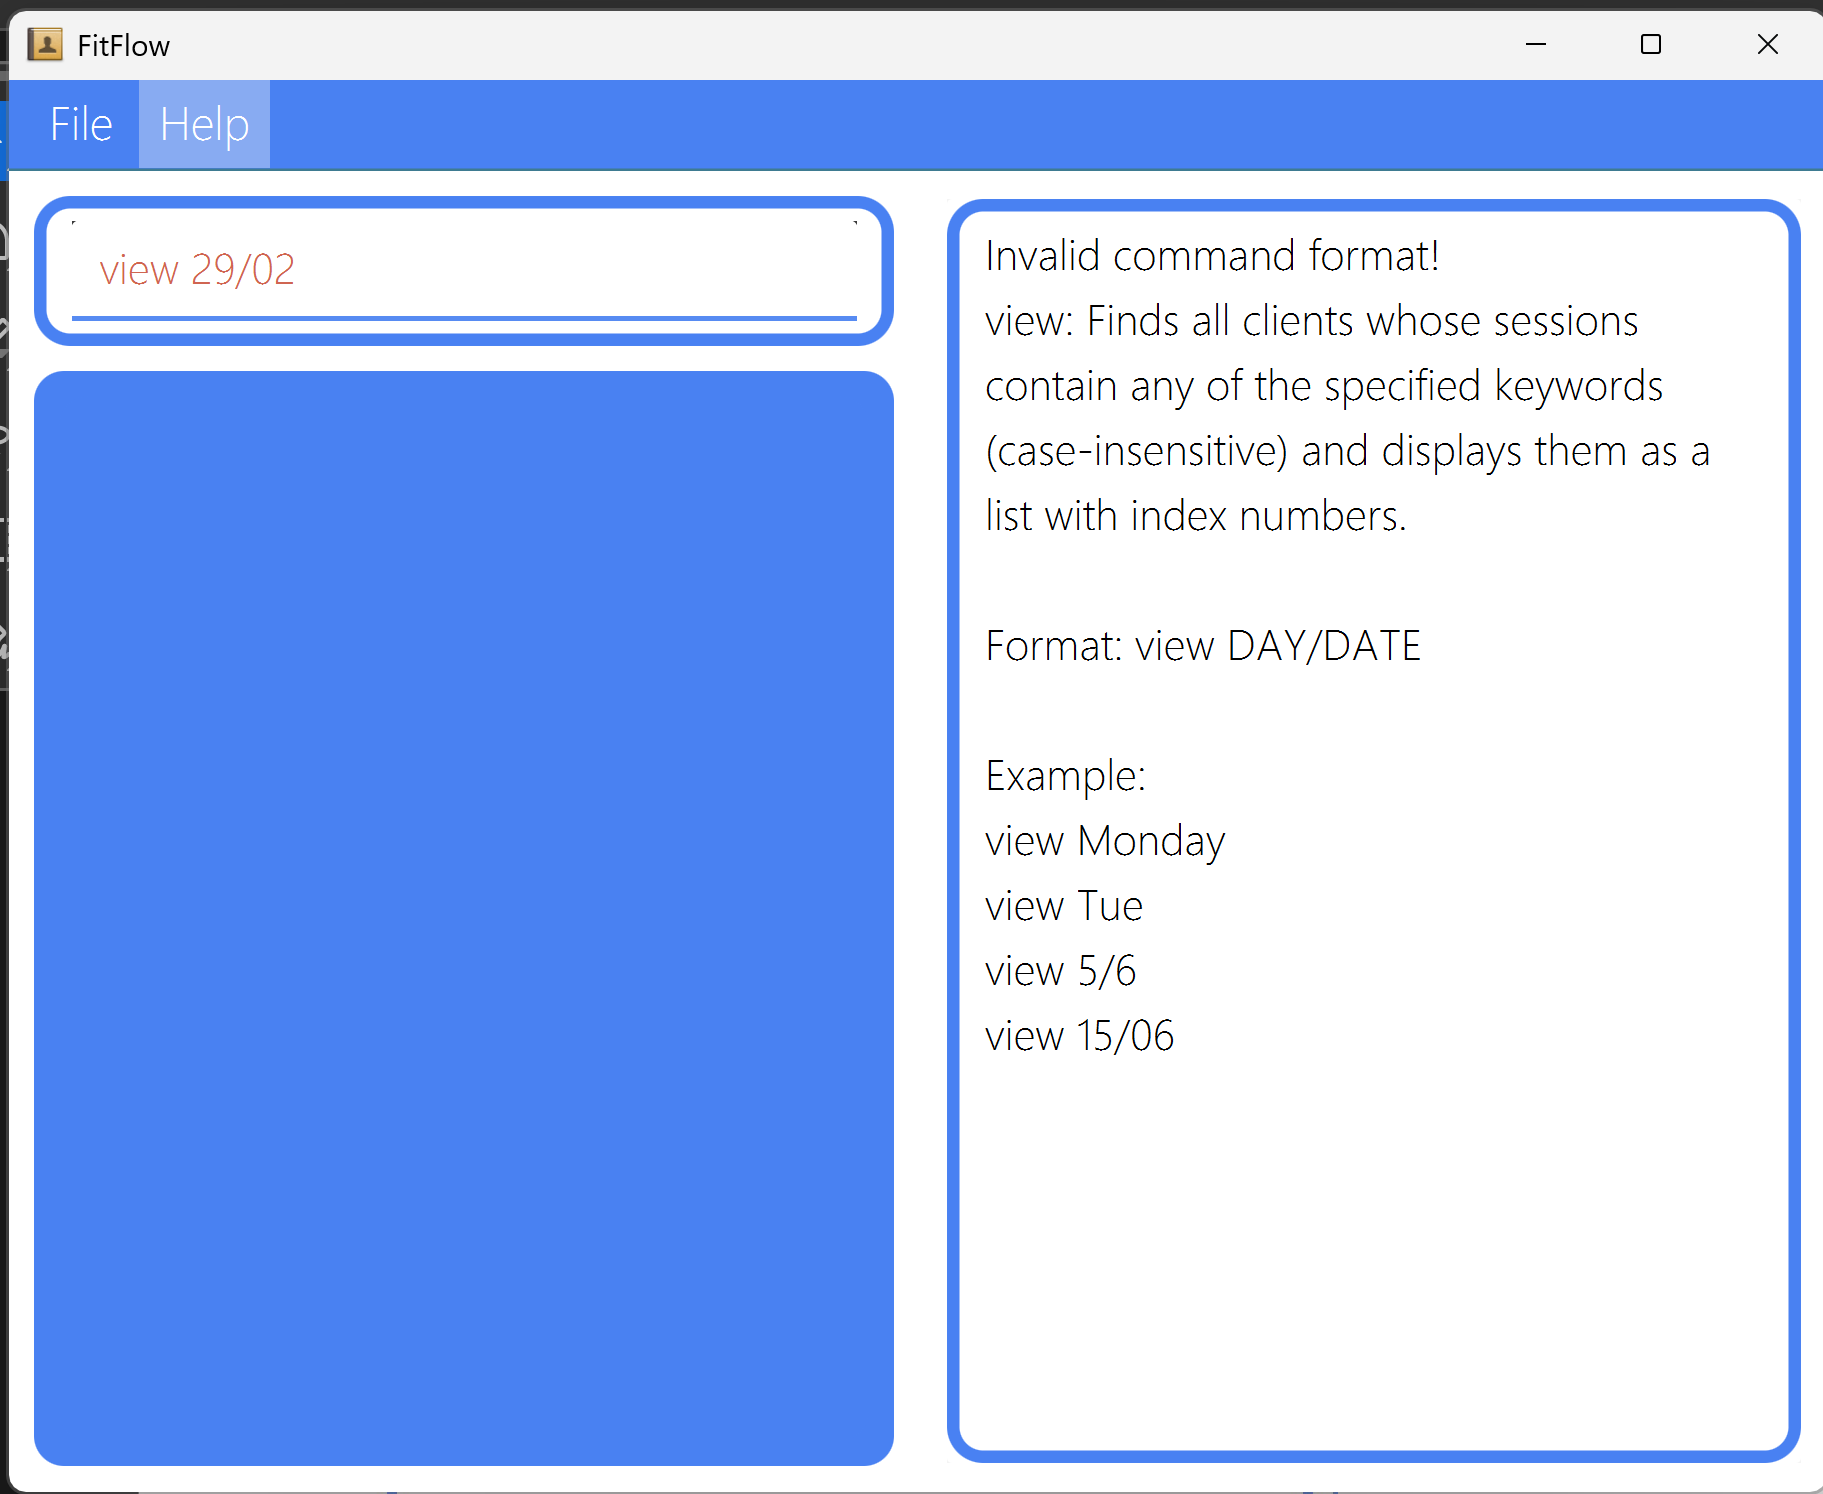 FitFlow
File Help
view 29/02
Invalid command format!
view: Finds all clients whose sessions
contain any of the specified keywords
(case-insensitive) and displays them as a
list with index numbers.
Format: view DAY/DATE
Example:
view Monday
view Tue
view 5/6
view 15/06